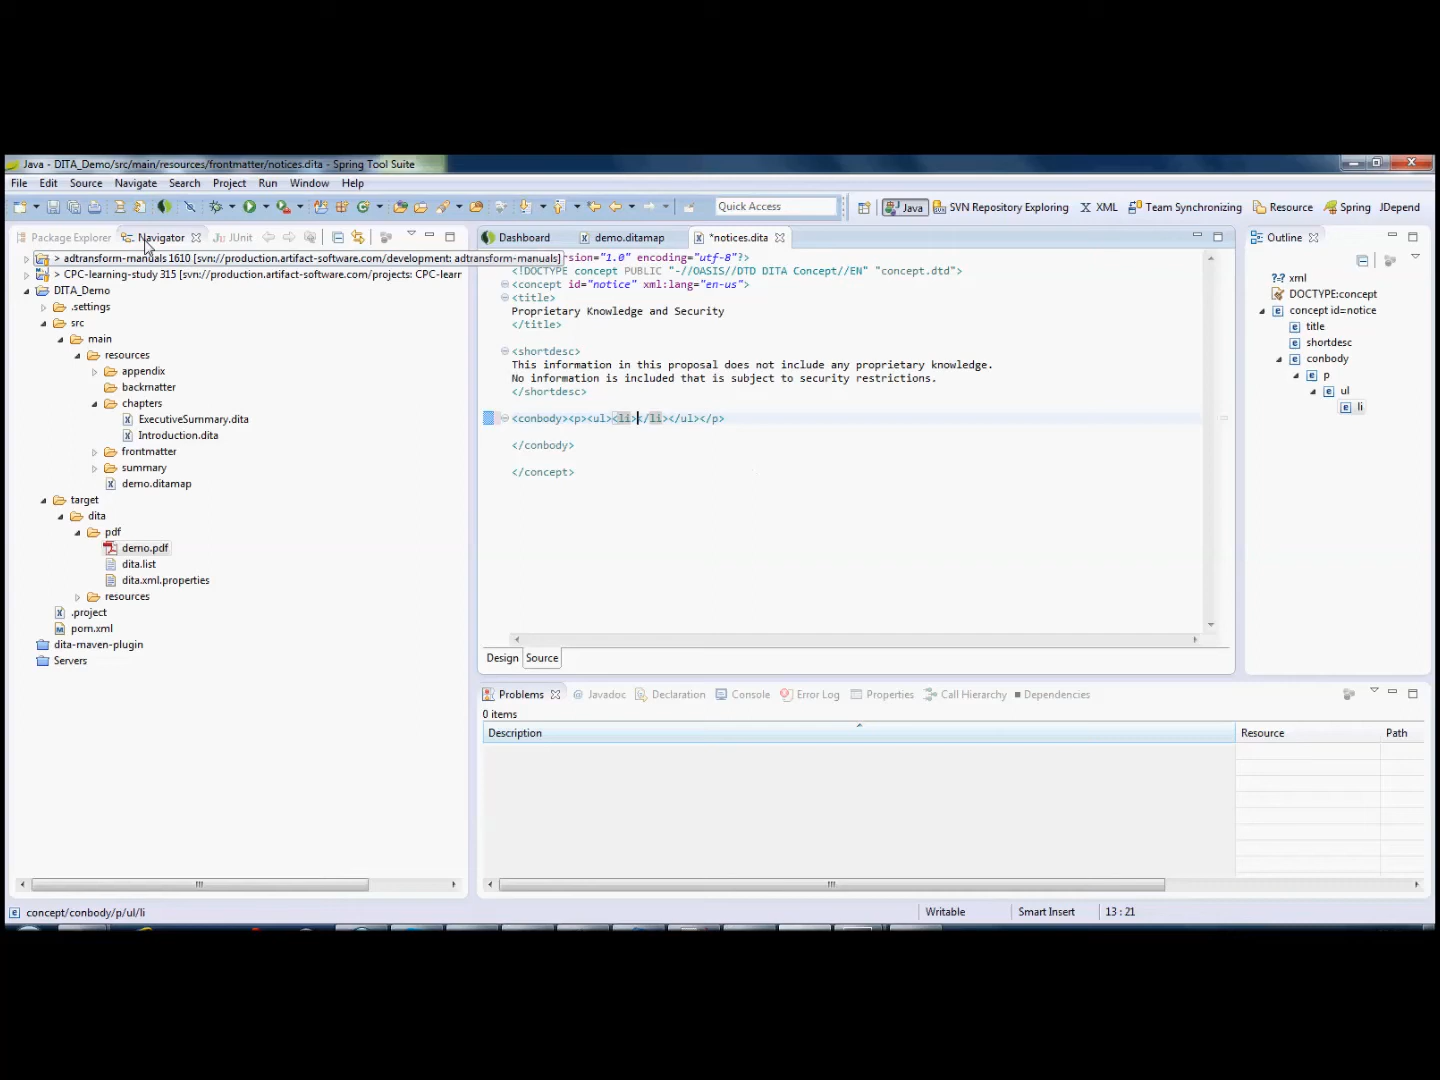 Java - DITA_Demo/src/main/resources/frontmatter/notices.dita - Spring Tool Suite
File Edit Source Navigate Search Project Run Window Help
Quick Access Java SVN Repository Exploring XML Team Synchronizing Resource Spring JDepend
Package Explorer Navigator JUnit
> adtransform-manuals 1610 [svn://production.artifact-software.com/development: adtransform-manuals]
> CPC-learning-study 315 [svn://production.artifact-software.com/projects: CPC-learr
DITA_Demo
.settings
src
main
resources
appendix
backmatter
chapters
ExecutiveSummary.dita
Introduction.dita
frontmatter
summary
demo.ditamap
target
dita
pdf
demo.pdf
dita.list
dita.xml.properties
resources
.project
pom.xml
dita-maven-plugin
Servers
Dashboard demo.ditamap *notices.dita
ersion="1.0" encoding="utf-8"?>
<!DOCTYPE concept PUBLIC "-//OASIS//DTD DITA Concept//EN" "concept.dtd">
<concept id="notice" xml:lang="en-us">
<title>
Proprietary Knowledge and Security
</title>
<shortdesc>
This information in this proposal does not include any proprietary knowledge.
No information is included that is subject to security restrictions.
</shortdesc>
<conbody><p><ul><li></li></ul></p>
</conbody>
</concept>
Design Source
Outline
xml
DOCTYPE:concept
concept id=notice
title
shortdesc
conbody
p
ul
li
Problems Javadoc Declaration Console Error Log Properties Call Hierarchy Dependencies
0 items
Description Resource Path
concept/conbody/p/ul/li Writable Smart Insert 13 : 21